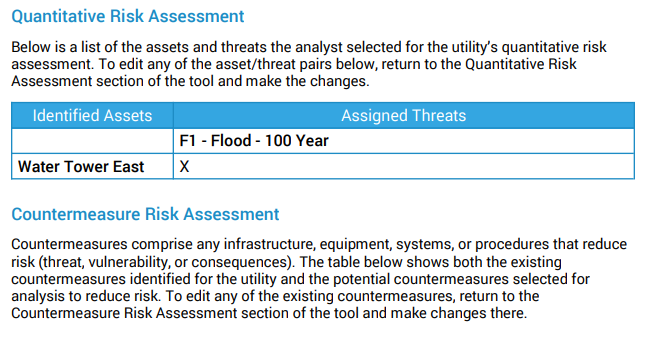 Quantitative Risk Assessment
Below is a list of the assets and threats the analyst selected for the utility's quantitative risk
assessment. To edit any of the asset/threat pairs below, return to the Quantitative Risk
Assessment section of the tool and make the changes.
Identified Assets Assigned Threats
F1 - Flood - 100 Year
Water Tower East X
Countermeasure Risk Assessment
Countermeasures comprise any infrastructure, equipment, systems, or procedures that reduce
risk (threat, vulnerability, or consequences). The table below shows both the existing
countermeasures identified for the utility and the potential countermeasures selected for
analysis to reduce risk. To edit any of the existing countermeasures, return to the
Countermeasure Risk Assessment section of the tool and make changes there.